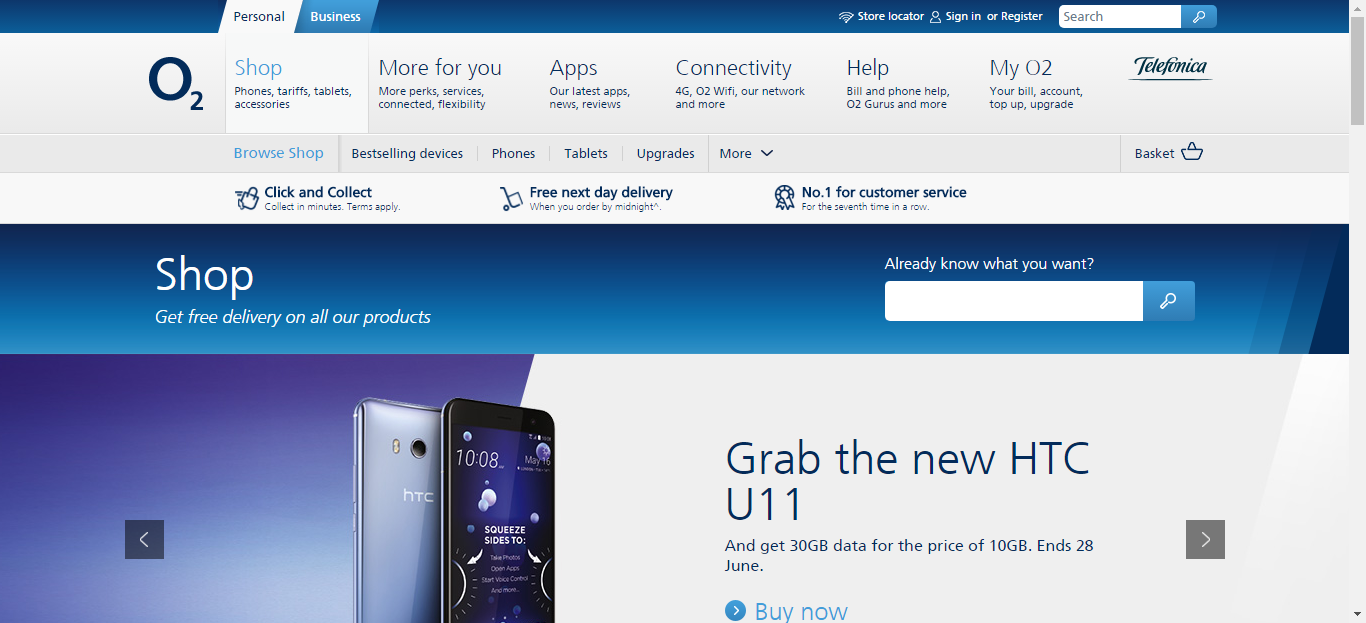 Personal
Business
Store locator
Sign in or Register
Search
O2
Shop
Phones, tariffs, tablets,
accessories
More for you
More perks, services,
connected, flexibility
Apps
Our latest apps,
news, reviews
Connectivity
4G, O2 Wifi, our network
and more
Help
Bill and phone help,
O2 Gurus and more
My O2
Your bill, account,
top up, upgrade
Telefónica
Browse Shop
Bestselling devices
Phones
Tablets
Upgrades
More
Basket
Click and Collect
Collect in minutes. Terms apply.
Free next day delivery
When you order by midnight^.
No.1 for customer service
For the seventh time in a row.
Shop
Get free delivery on all our products
Already know what you want?
hTC
10:08
May 16
SQUEEZE
SIDES TO:
Take Photos
Open Apps
Start Voice Control
And more...
Grab the new HTC
U11
And get 30GB data for the price of 10GB. Ends 28
June.
Buy now